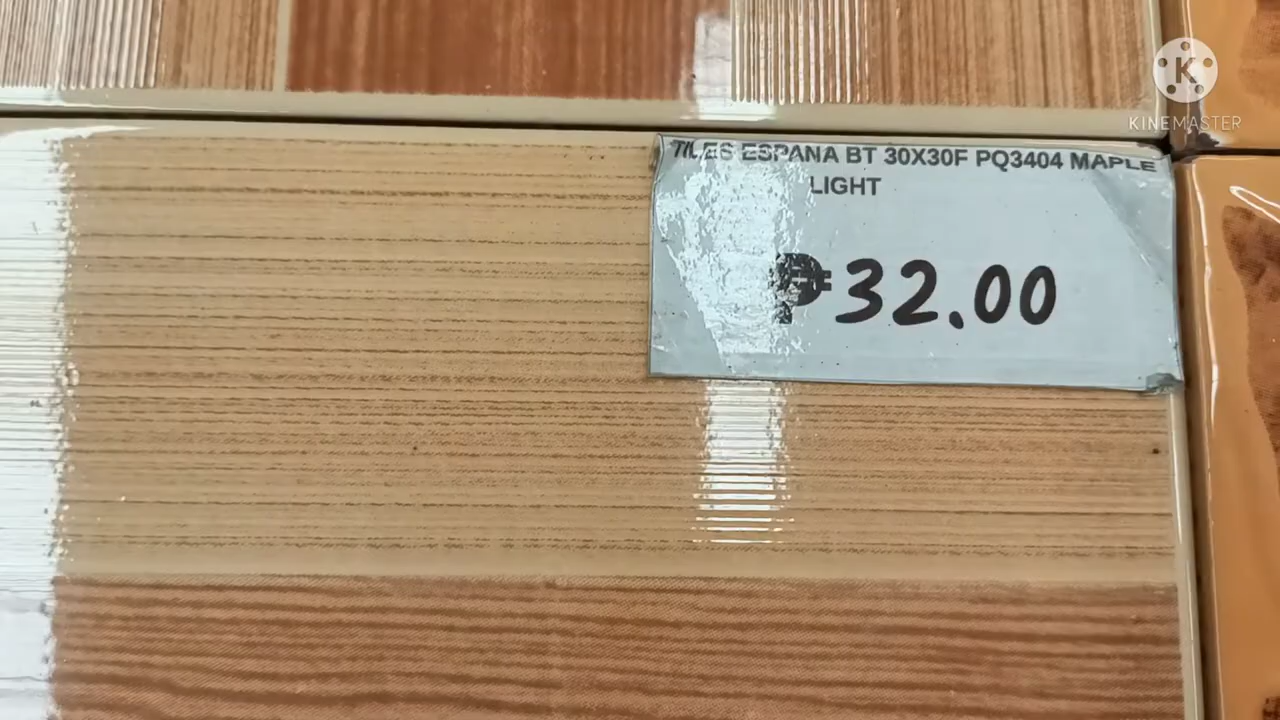 K
KINEMASTER
TILES ESPANA BT 30X30F PQ3404 MAPLE
LIGHT
₱32.00